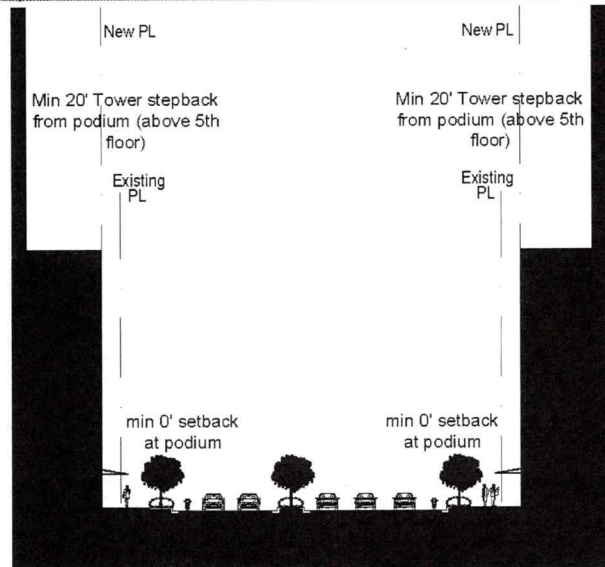 New PL
New PL
Min 20' Tower stepback
from podium (above 5th
floor)
Min 20' Tower stepback
from podium (above 5th
floor)
Existing
PL
Existing
PL
min 0' setback
at podium
min 0' setback
at podium